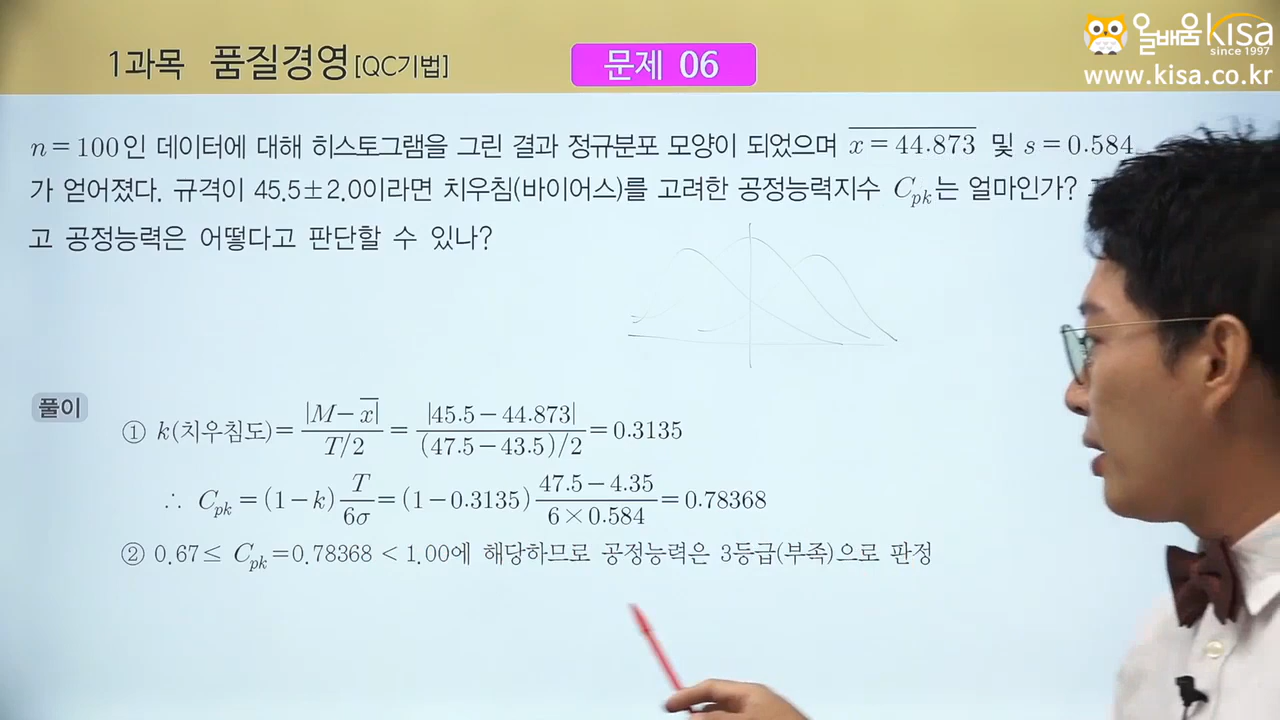 1과목 품질경영[QC기법]
문제 06
올배움 kisa
since 1997
www.kisa.co.kr
n=100인 데이터에 대해 히스토그램을 그린 결과 정규분포 모양이 되었으며 x̅=44.873 및 s=0.584
가 얻어졌다. 규격이 45.5±2.0이라면 치우침(바이어스)를 고려한 공정능력지수 C_pk는 얼마인가?
고 공정능력은 어떻다고 판단할 수 있나?
풀이
① k(치우침도)= |M-x̅| / (T/2) = |45.5-44.873| / ((47.5-43.5)/2) =0.3135
∴ C_pk=(1-k) T/6σ=(1-0.3135) (47.5-4.35)/(6×0.584) =0.78368
② 0.67≤ C_pk=0.78368 < 1.00에 해당하므로 공정능력은 3등급(부족)으로 판정